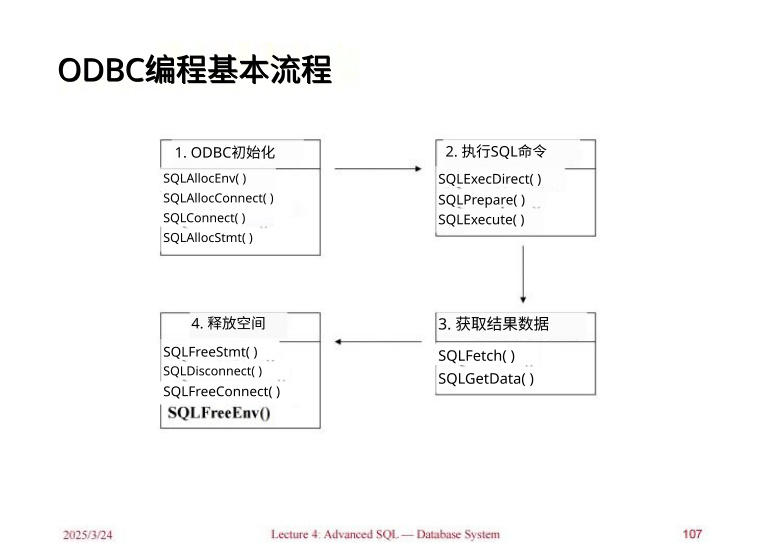 ODBC编程基本流程
1. ODBC初始化
SQLAllocEnv( )
SQLAllocConnect( )
SQLConnect( )
SQLAllocStmt( )
2. 执行SQL命令
SQLExecDirect( )
SQLPrepare( )
SQLExecute( )
3. 获取结果数据
SQLFetch( )
SQLGetData( )
4. 释放空间
SQLFreeStmt( )
SQLDisconnect( )
SQLFreeConnect( )
SQLFreeEnv()
2025/3/24
Lecture 4: Advanced SQL — Database System
107